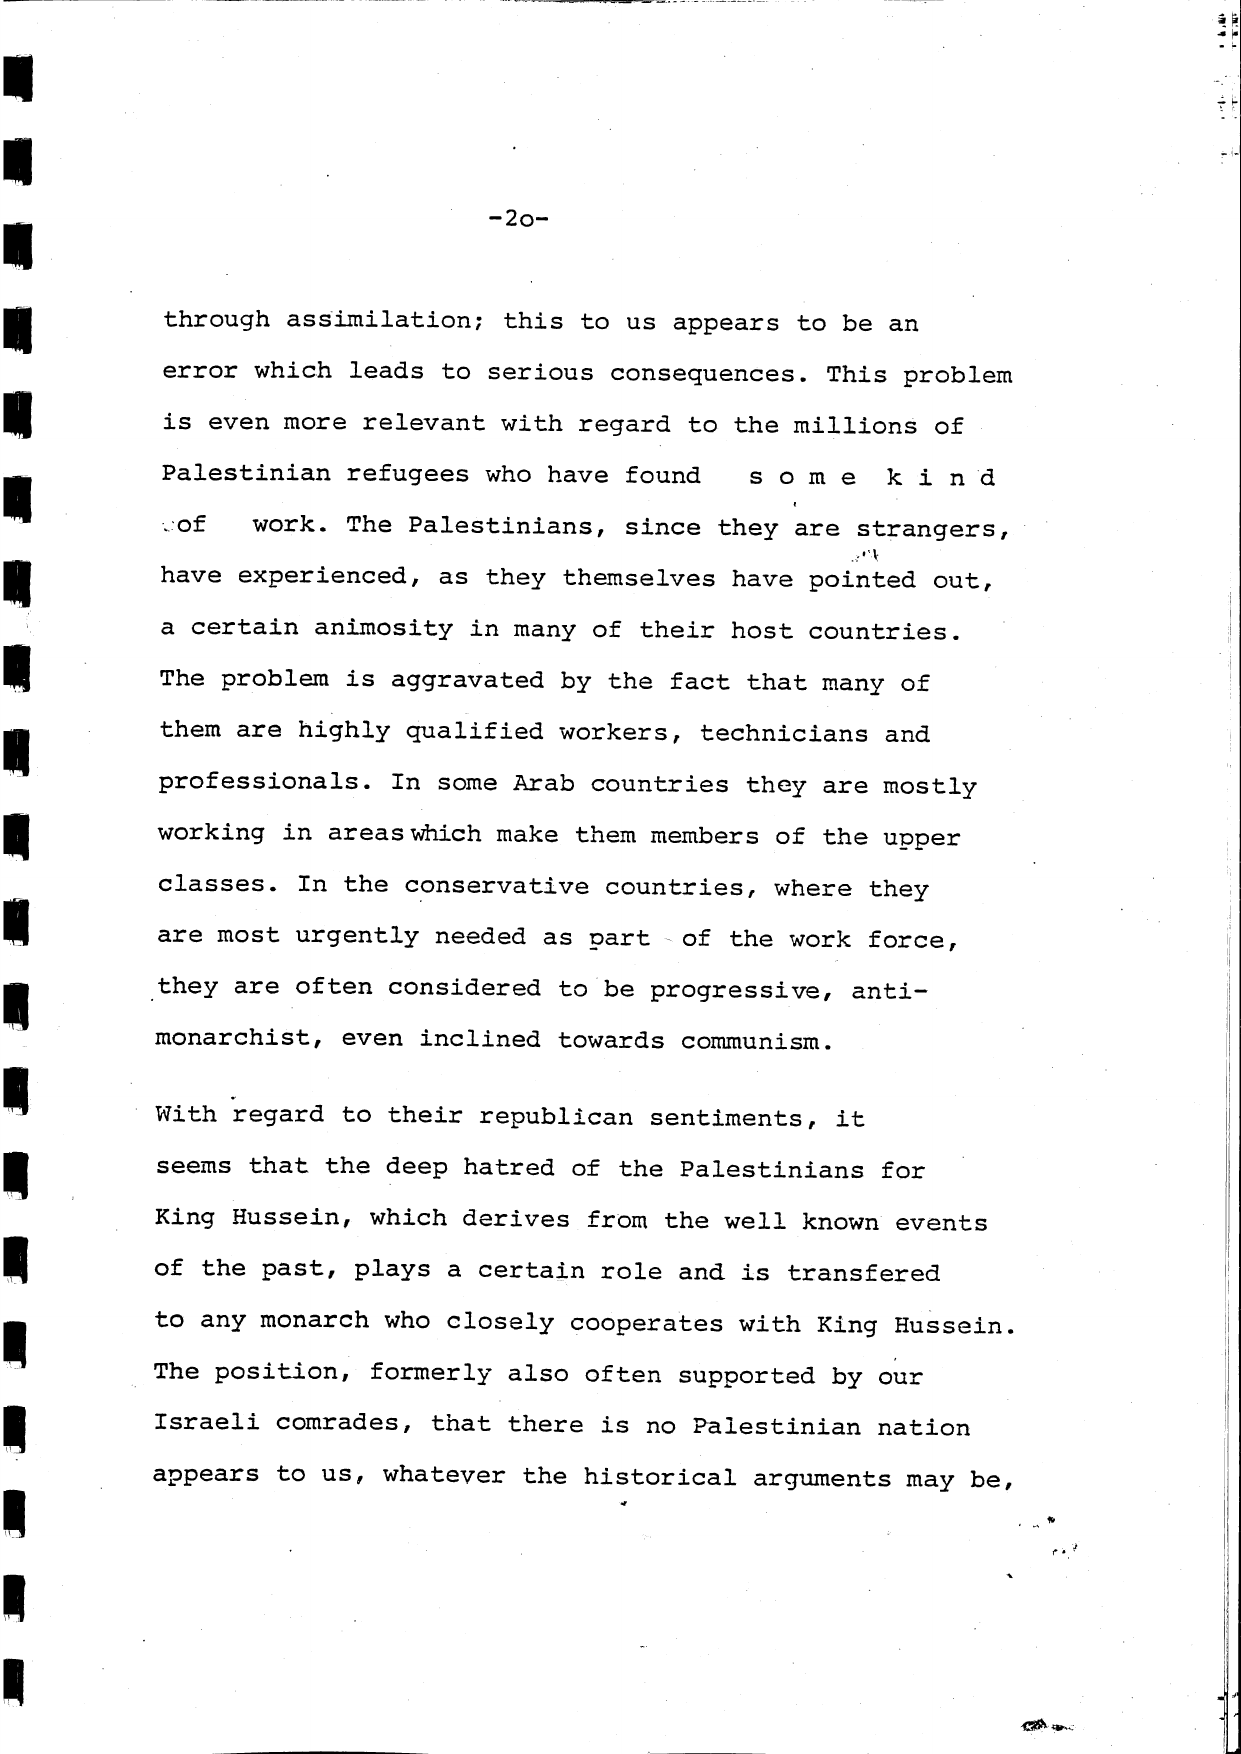 -2o-
through assimilation; this to us appears to be an
error which leads to serious consequences. This problem
is even more relevant with regard to the millions of
Palestinian refugees who have found s o m e k i n d
of work. The Palestinians, since they are strangers,
have experienced, as they themselves have pointed out,
a certain animosity in many of their host countries.
The problem is aggravated by the fact that many of
them are highly qualified workers, technicians and
professionals. In some Arab countries they are mostly
working in areas which make them members of the upper
classes. In the conservative countries, where they
are most urgently needed as part of the work force,
they are often considered to be progressive, anti-
monarchist, even inclined towards communism.
With regard to their republican sentiments, it
seems that the deep hatred of the Palestinians for
King Hussein, which derives from the well known events
of the past, plays a certain role and is transfered
to any monarch who closely cooperates with King Hussein.
The position, formerly also often supported by our
Israeli comrades, that there is no Palestinian nation
appears to us, whatever the historical arguments may be,